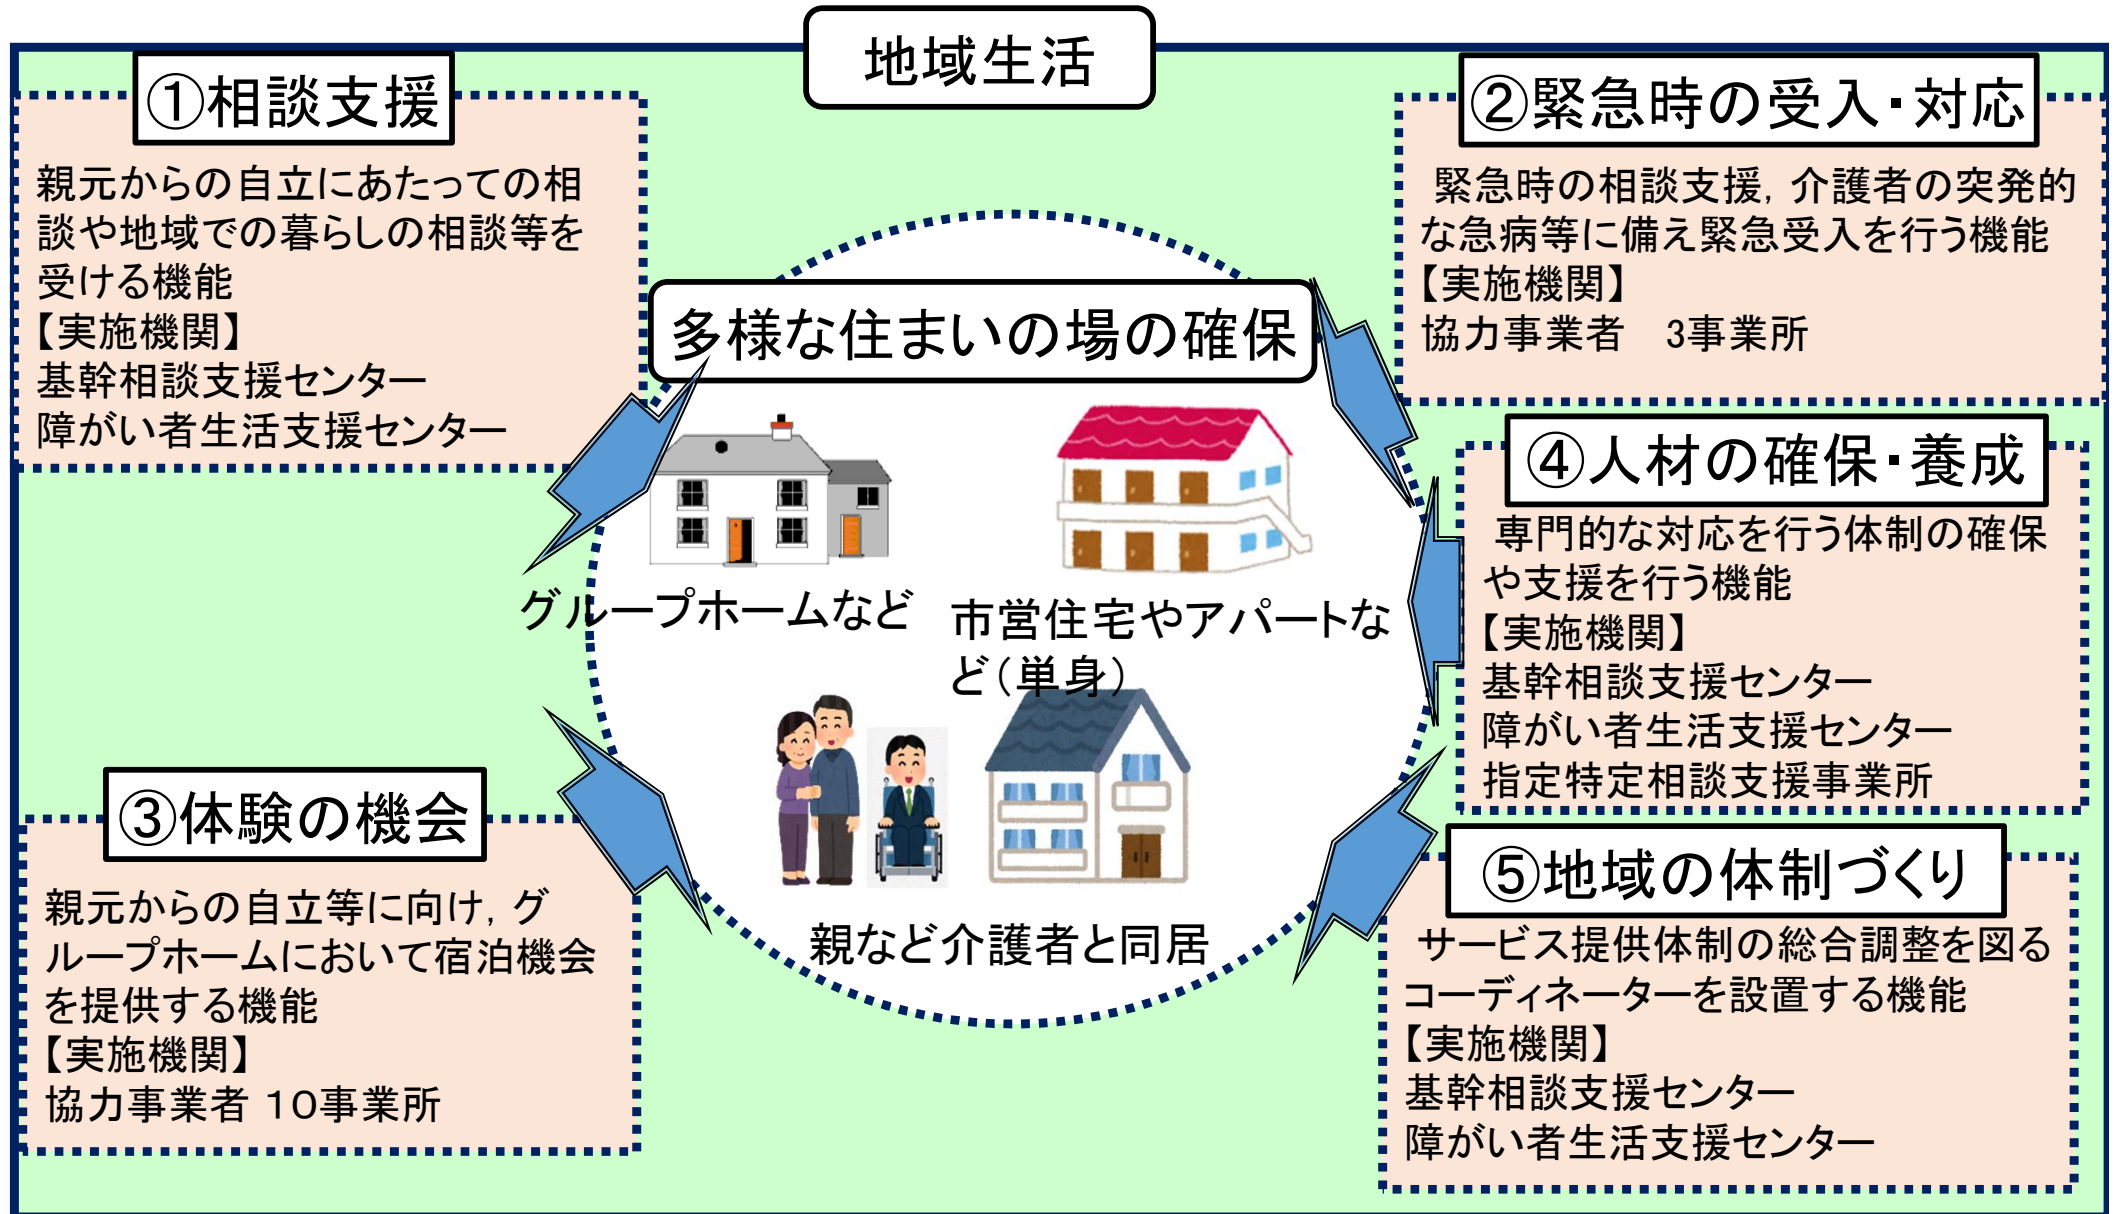 地域生活
①相談支援
親元からの自立にあたっての相
談や地域での暮らしの相談等を
受ける機能
【実施機関】
基幹相談支援センター
障がい者生活支援センター
②緊急時の受入・対応
緊急時の相談支援,介護者の突発的
な急病等に備え緊急受入を行う機能
【実施機関】
協力事業者　3事業所
多様な住まいの場の確保
グループホームなど
市営住宅やアパートな
ど(単身)
親など介護者と同居
③体験の機会
親元からの自立等に向け,グ
ループホームにおいて宿泊機会
を提供する機能
【実施機関】
協力事業者 10事業所
④人材の確保・養成
専門的な対応を行う体制の確保
や支援を行う機能
【実施機関】
基幹相談支援センター
障がい者生活支援センター
指定特定相談支援事業所
⑤地域の体制づくり
サービス提供体制の総合調整を図る
コーディネーターを設置する機能
【実施機関】
基幹相談支援センター
障がい者生活支援センター